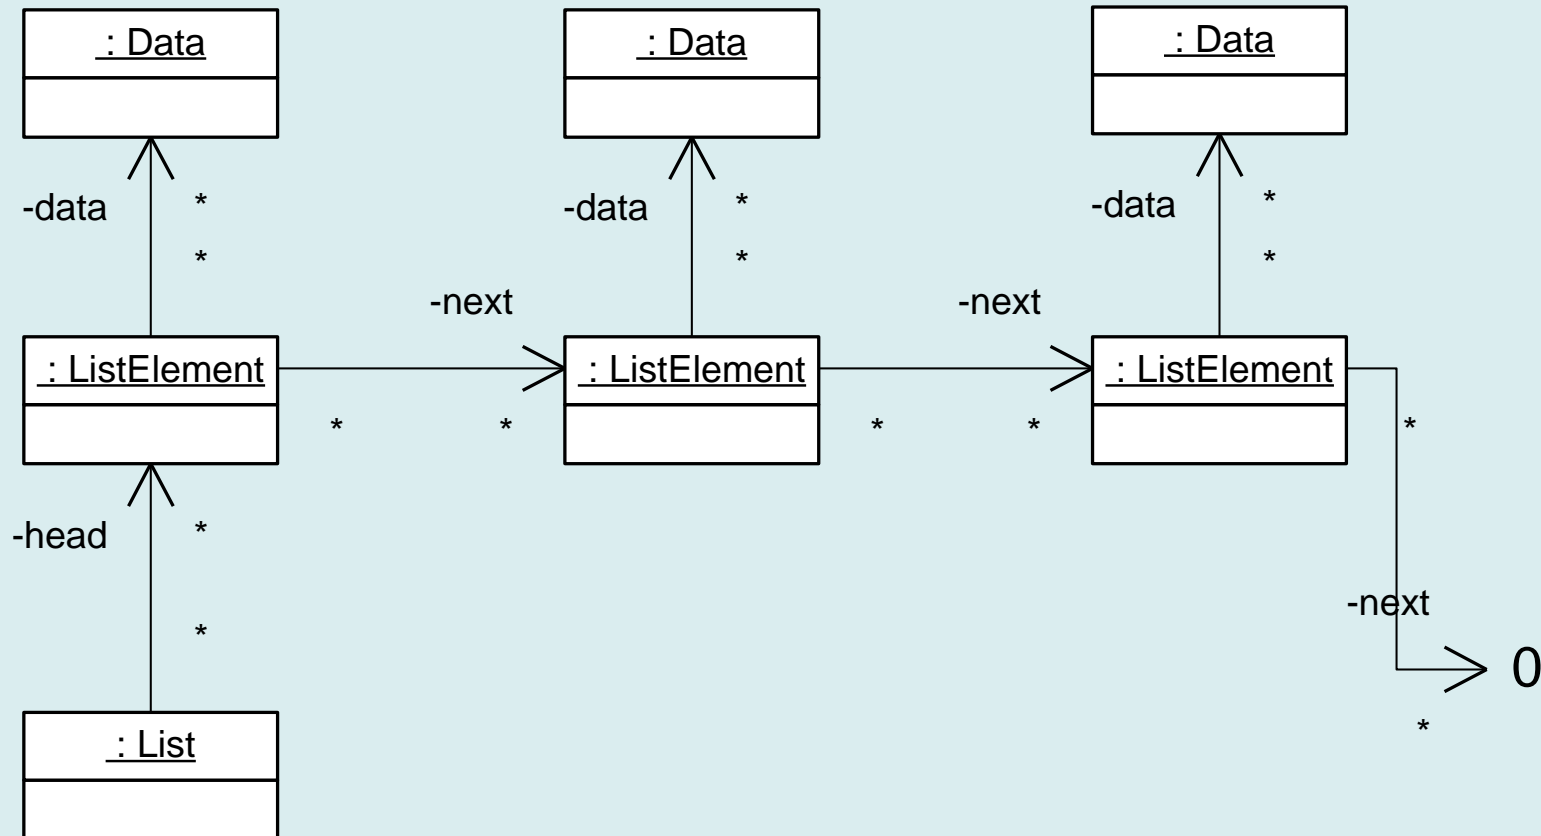 : Data
: Data
: Data
-data
*
-data
*
-data
*
*
*
*
-next
-next
: ListElement
: ListElement
: ListElement
*
*
*
*
*
-head
*
-next
*
0
*
: List